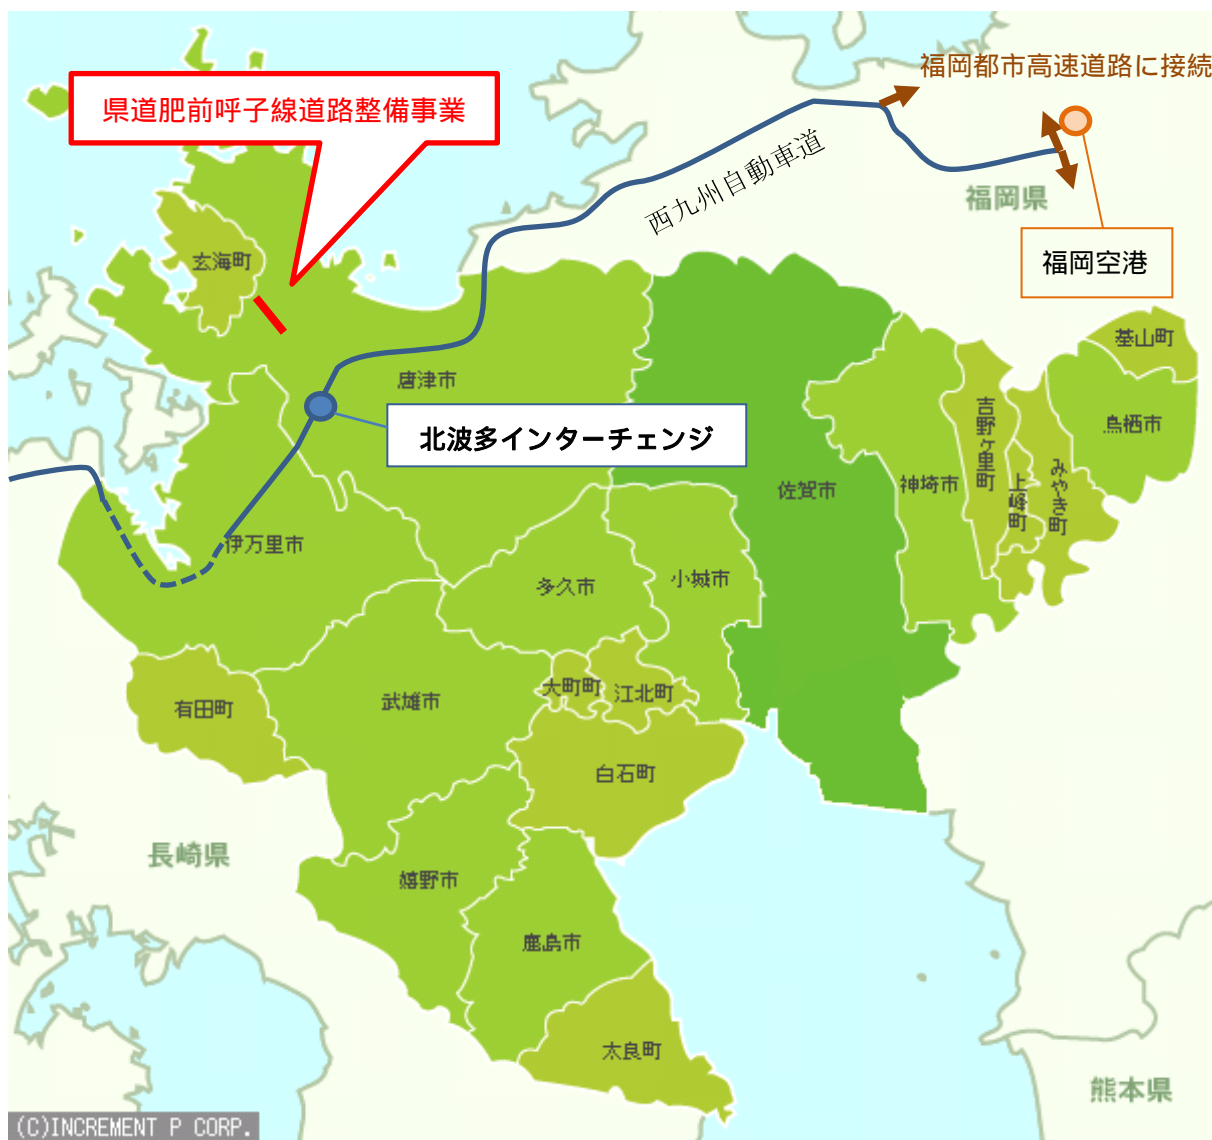 福岡都市高速道路に接続
県道肥前呼子線道路整備事業
西九州自動車道
福岡県
玄海町
福岡空港
基山町
唐津市
北波多インターチェンジ
鳥栖市
吉野ヶ里町
みやき町
上峰町
神埼市
佐賀市
伊万里市
多久市
小城市
大町町
江北町
有田町
武雄市
白石町
長崎県
嬉野市
鹿島市
太良町
熊本県
(C)INCREMENT P CORP.